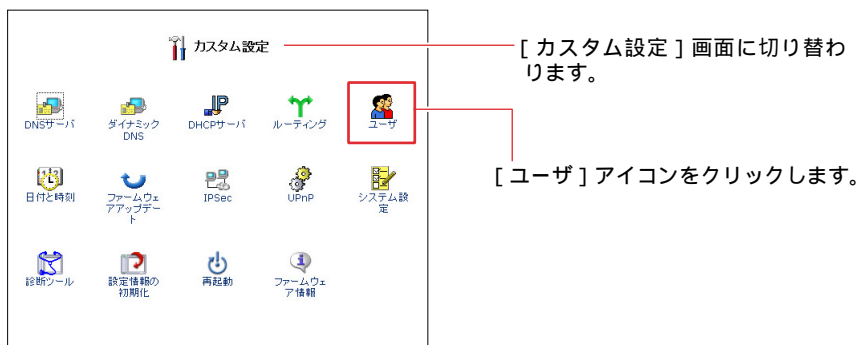 カスタム設定
[ カスタム設定 ] 画面に切り替わ
ります。
DNSサーバ
ダイナミック
DNS
DHCPサーバ
ルーティング
ユーザ
[ ユーザ ] アイコンをクリックします。
日付と時刻
ファームウェ
アアップデー
ト
IPSec
UPnP
システム設
定
診断ツール
設定情報の
初期化
再起動
ファームウェ
ア情報